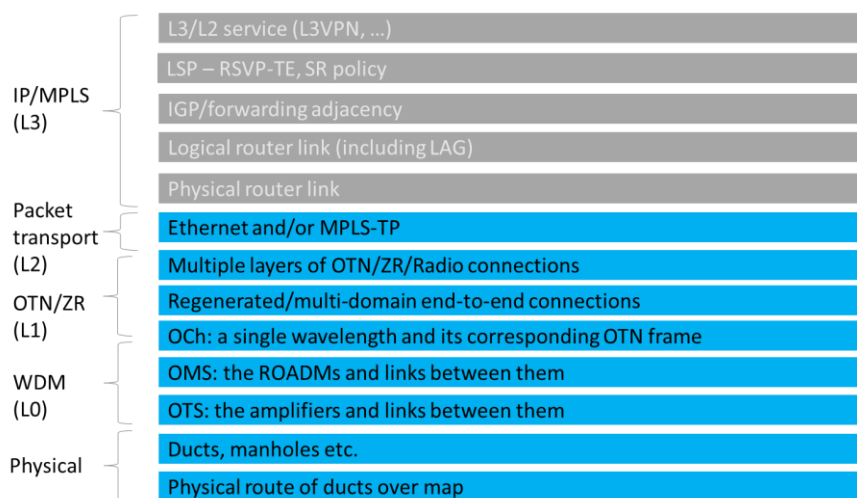 L3/L2 service (L3VPN, …)
LSP – RSVP-TE, SR policy
IP/MPLS
(L3)
IGP/forwarding adjacency
Logical router link (including LAG)
Physical router link
Packet
transport
(L2)
Ethernet and/or MPLS-TP
Multiple layers of OTN/ZR/Radio connections
OTN/ZR
(L1)
Regenerated/multi-domain end-to-end connections
OCh: a single wavelength and its corresponding OTN frame
WDM
(L0)
OMS: the ROADMs and links between them
OTS: the amplifiers and links between them
Physical
Ducts, manholes etc.
Physical route of ducts over map